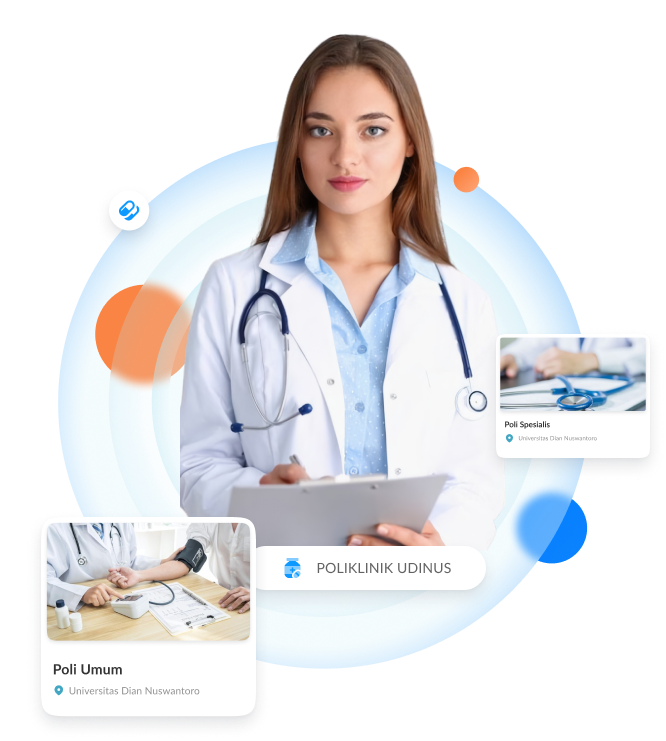 Poli Spesialis
Universitas Dian Nuswantoro
POLIKLINIK UDINUS
Poli Umum
Universitas Dian Nuswantoro